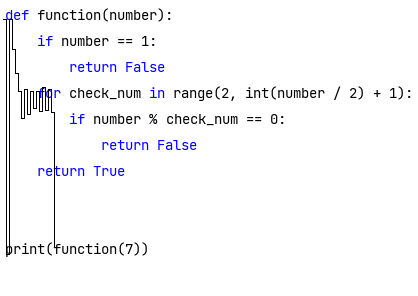 def function(number):
    if number == 1:
        return False
    for check_num in range(2, int(number / 2) + 1):
        if number % check_num == 0:
            return False
    return True
print(function(7))